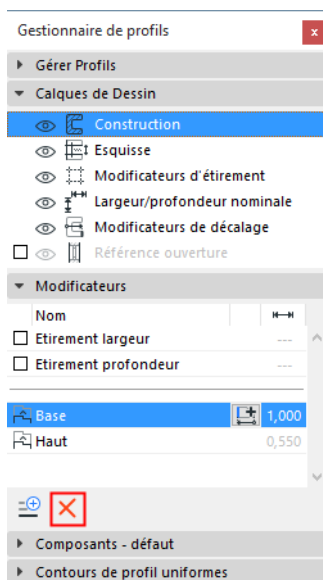 Gestionnaire de profils
x
Gérer Profils
Calques de Dessin
Construction
Esquisse
Modificateurs d'étirement
Largeur/profondeur nominale
Modificateurs de décalage
Référence ouverture
Modificateurs
Nom
Etirement largeur ---
Etirement profondeur ---
Base 1,000
Haut 0,550
Composants - défaut
Contours de profil uniformes